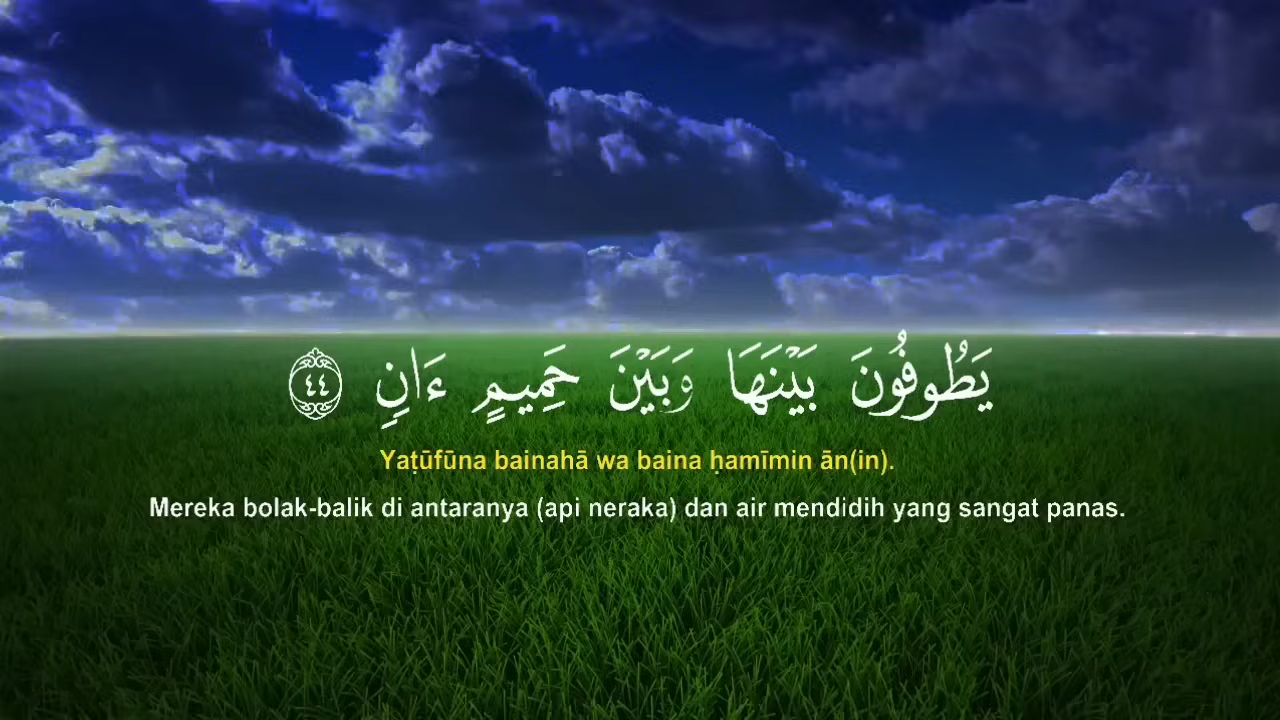 يَطُوفُونَ بَيْنَهَا وَبَيْنَ حَمِيمٍ ءَانٍ ٤٤
Yaṭūfūna bainahā wa baina ḥamīmin ān(in).
Mereka bolak-balik di antaranya (api neraka) dan air mendidih yang sangat panas.